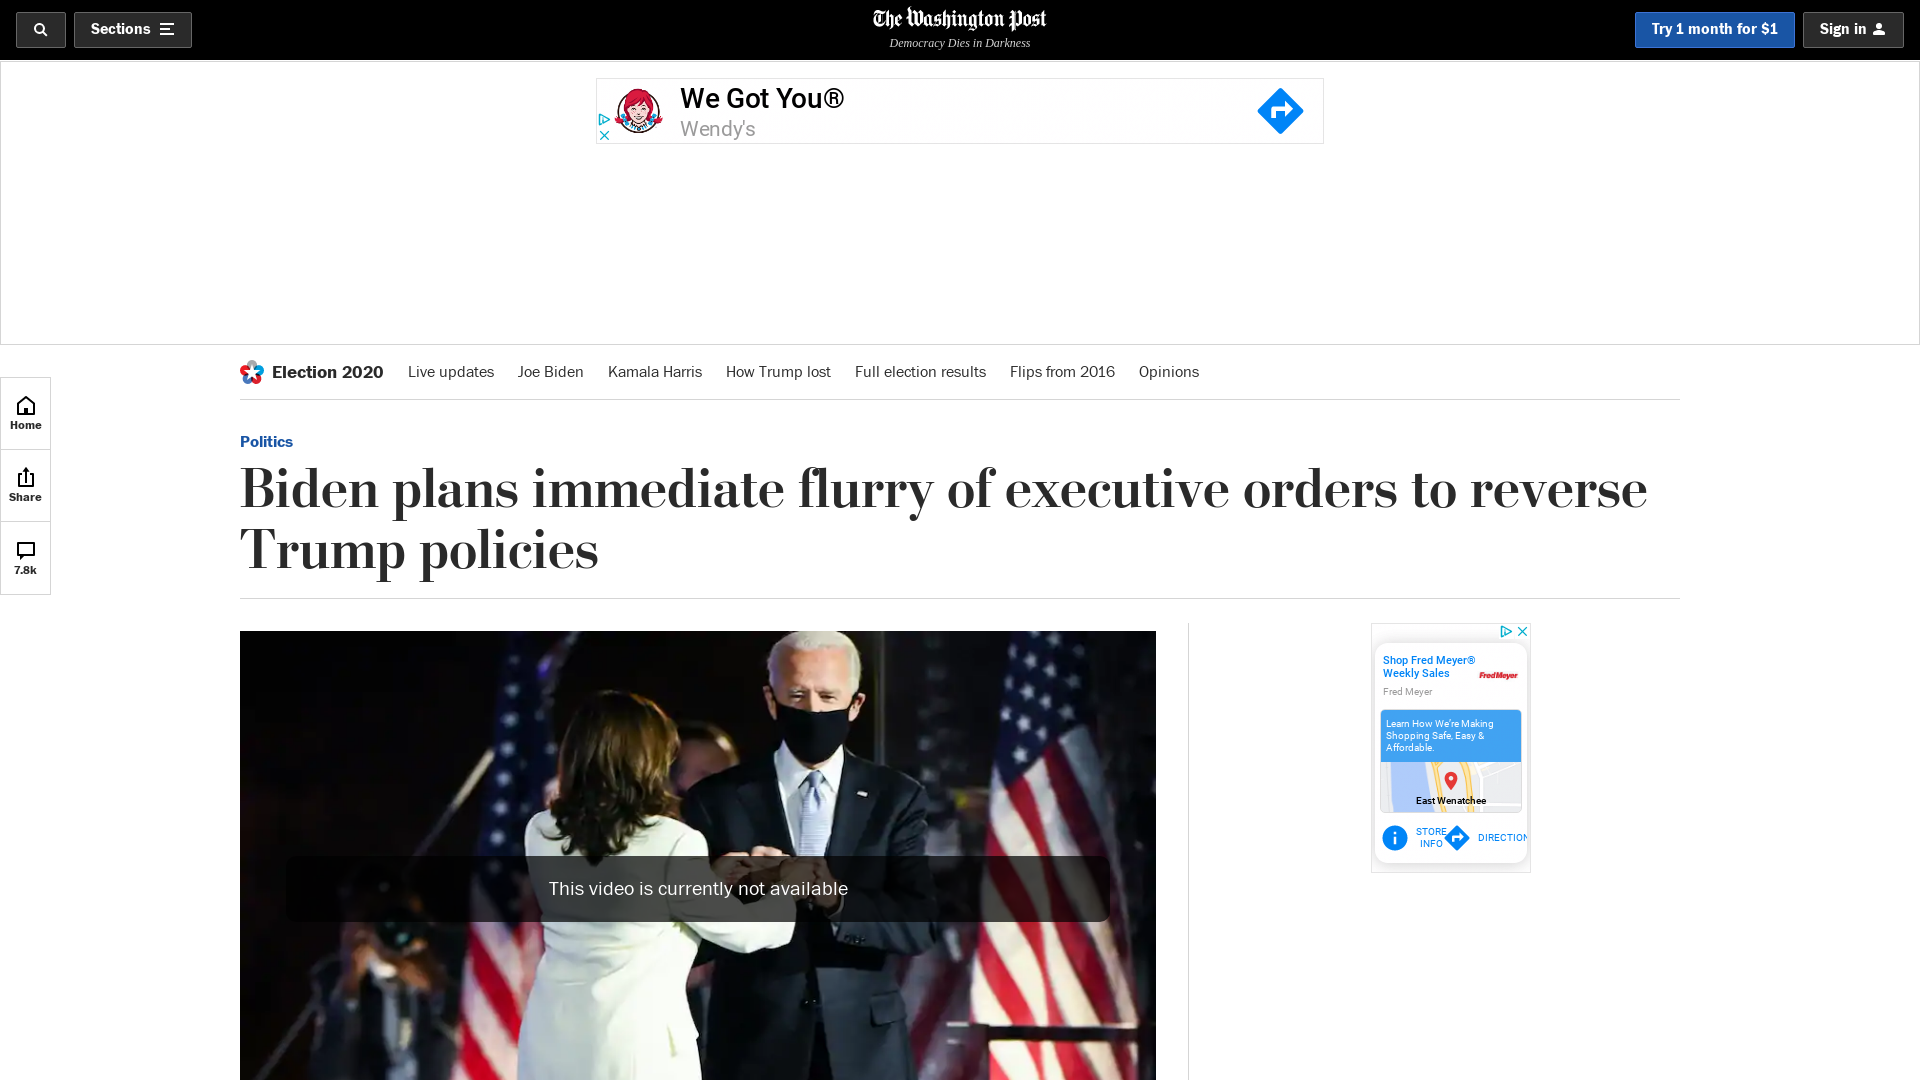 Sections
The Washington Post
Democracy Dies in Darkness
Try 1 month for $1
Sign in
We Got You®
Wendy's
Election 2020
Live updates
Joe Biden
Kamala Harris
How Trump lost
Full election results
Flips from 2016
Opinions
Home
Share
7.8k
Politics
Biden plans immediate flurry of executive orders to reverse
Trump policies
This video is currently not available
Shop Fred Meyer®
Weekly Sales
FredMeyer
Fred Meyer
Learn How We're Making
Shopping Safe, Easy &
Affordable.
East Wenatchee
STORE
INFO
DIRECTION